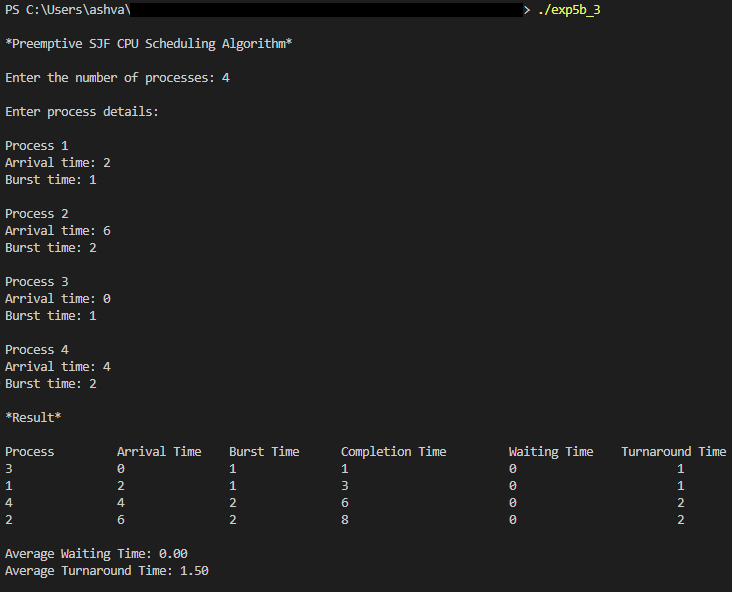 PS C:\Users\ashva\> ./exp5b_3
*Preemptive SJF CPU Scheduling Algorithm*
Enter the number of processes: 4
Enter process details:
Process 1
Arrival time: 2
Burst time: 1
Process 2
Arrival time: 6
Burst time: 2
Process 3
Arrival time: 0
Burst time: 1
Process 4
Arrival time: 4
Burst time: 2
*Result*
Process Arrival Time Burst Time Completion Time Waiting Time Turnaround Time
3 0 1 1 0 1
1 2 1 3 0 1
4 4 2 6 0 2
2 6 2 8 0 2
Average Waiting Time: 0.00
Average Turnaround Time: 1.50